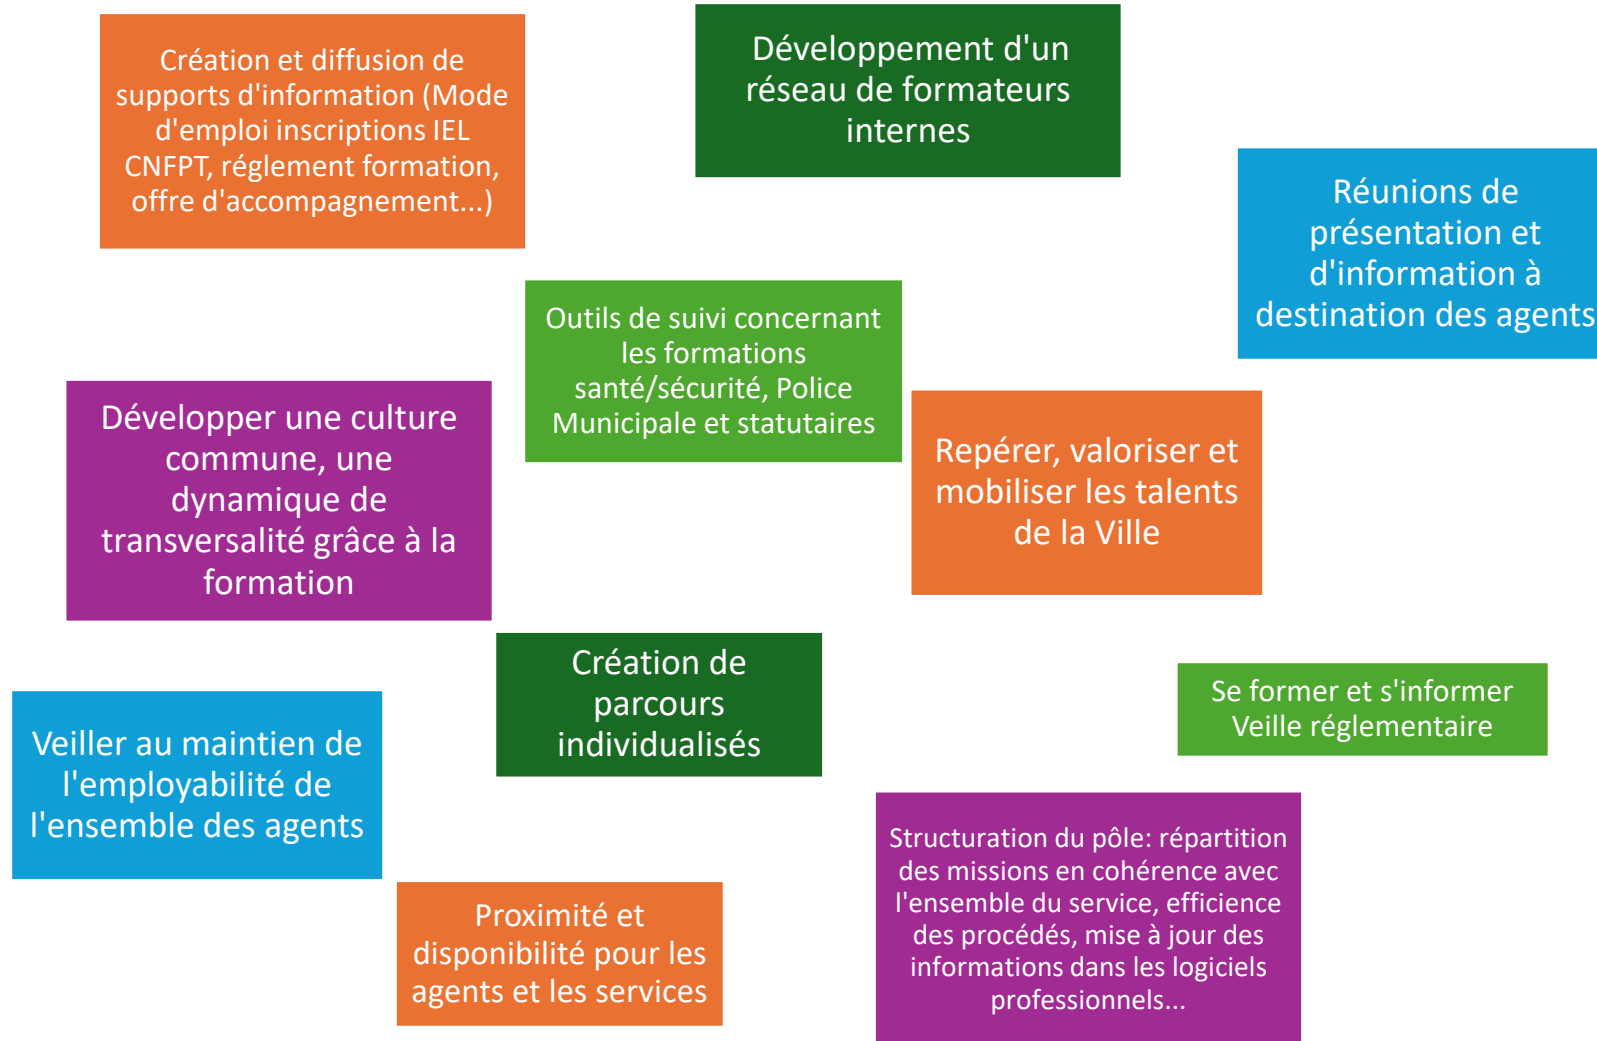 Création et diffusion de
supports d'information (Mode
d'emploi inscriptions IEL
CNFPT, réglement formation,
offre d'accompagnement...)
Développement d'un
réseau de formateurs
internes
Réunions de
présentation et
d'information à
destination des agents
Outils de suivi concernant
les formations
santé/sécurité, Police
Municipale et statutaires
Développer une culture
commune, une
dynamique de
transversalité grâce à la
formation
Repérer, valoriser et
mobiliser les talents
de la Ville
Création de
parcours
individualisés
Se former et s'informer
Veille réglementaire
Veiller au maintien de
l'employabilité de
l'ensemble des agents
Structuration du pôle: répartition
des missions en cohérence avec
l'ensemble du service, efficience
des procédés, mise à jour des
informations dans les logiciels
professionnels...
Proximité et
disponibilité pour les
agents et les services